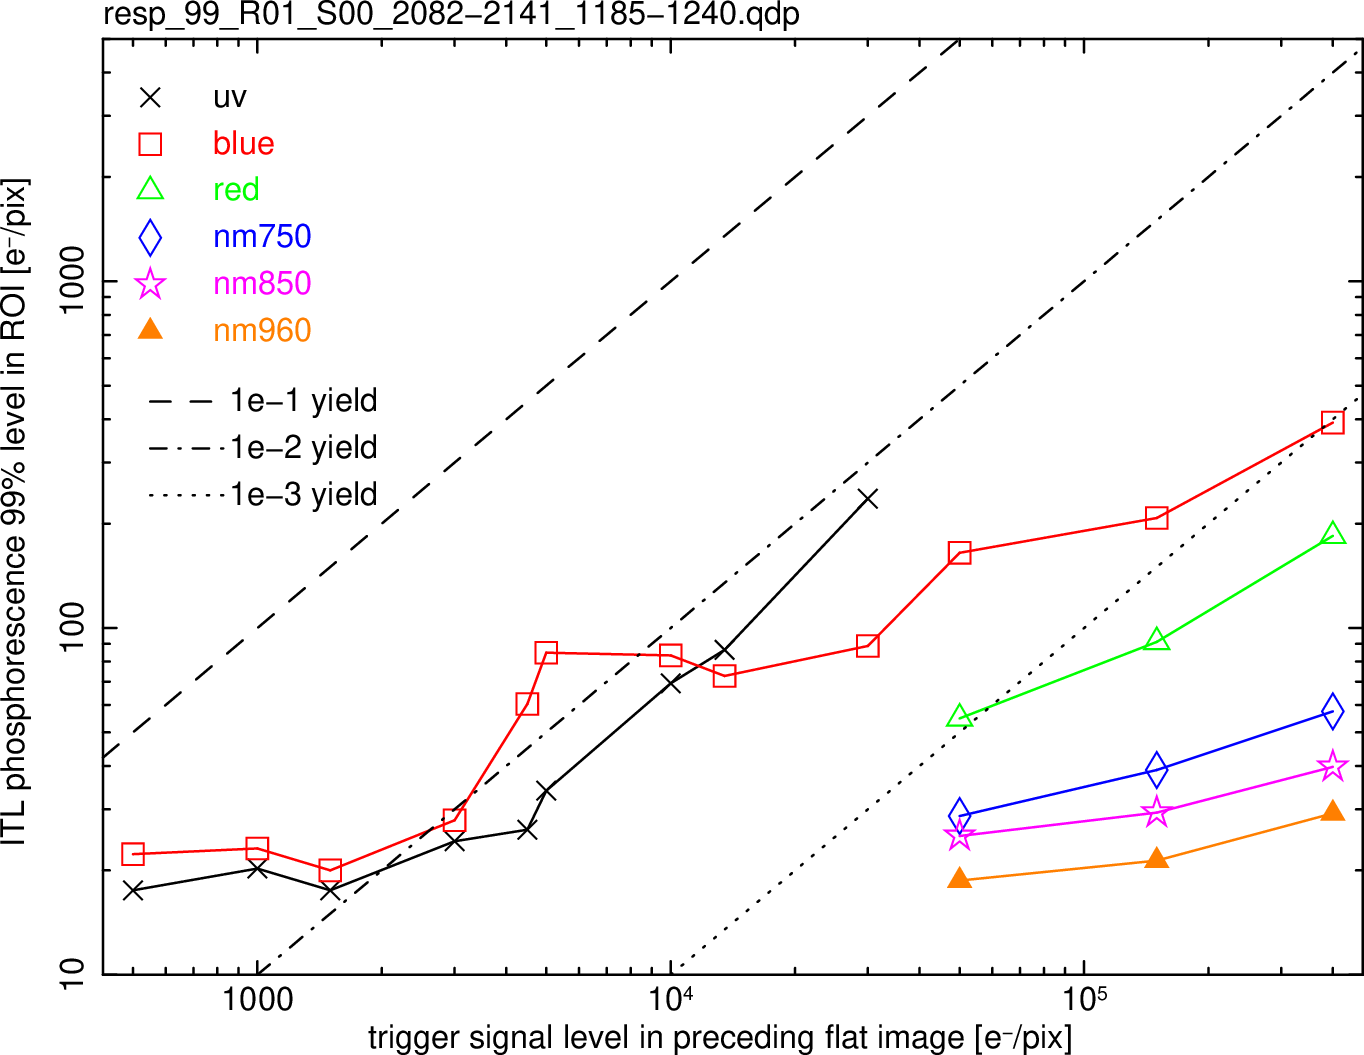 resp_99_R01_S00_2082−2141_1185−1240.qdp
uv
blue
red
nm750
nm850
nm960
1e−1 yield
1e−2 yield
1e−3 yield
ITL phosphorescence 99% level in ROI [e⁻/pix]
1000
100
10
1000
10⁴
10⁵
trigger signal level in preceding flat image [e⁻/pix]